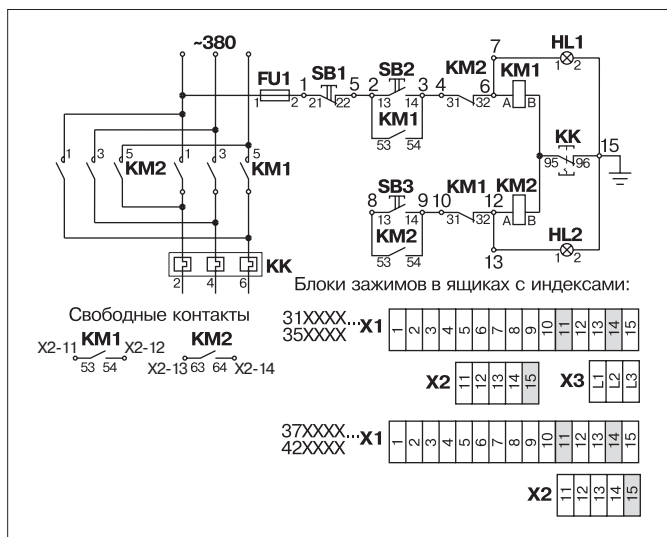 ~380
7
HL1
1 2
FU1
1 2
SB1
1
21 22
5
SB2
2
13 14
3
KM2
4
31 32
6
KM1
A B
KM1
53 54
1 3 5
KM2
1 3 5
KM1
KK
95 96
15
SB3
8
13 14
9
KM1
10
31 32
12
KM2
A B
KM2
53 54
13
HL2
1 2
KK
2 4 6
Блоки зажимов в ящиках с индексами:
Свободные контакты
KM1
X2-11 X2-12
53 54
KM2
X2-13 63 64 X2-14
31XXXX
35XXXX
X1
1 2 3 4 5 6 7 8 9 10 11 12 13 14 15
X2
11 12 13 14 15
X3
L1 L2 L3
37XXXX
42XXXX
X1
1 2 3 4 5 6 7 8 9 10 11 12 13 14 15
X2
11 12 13 14 15